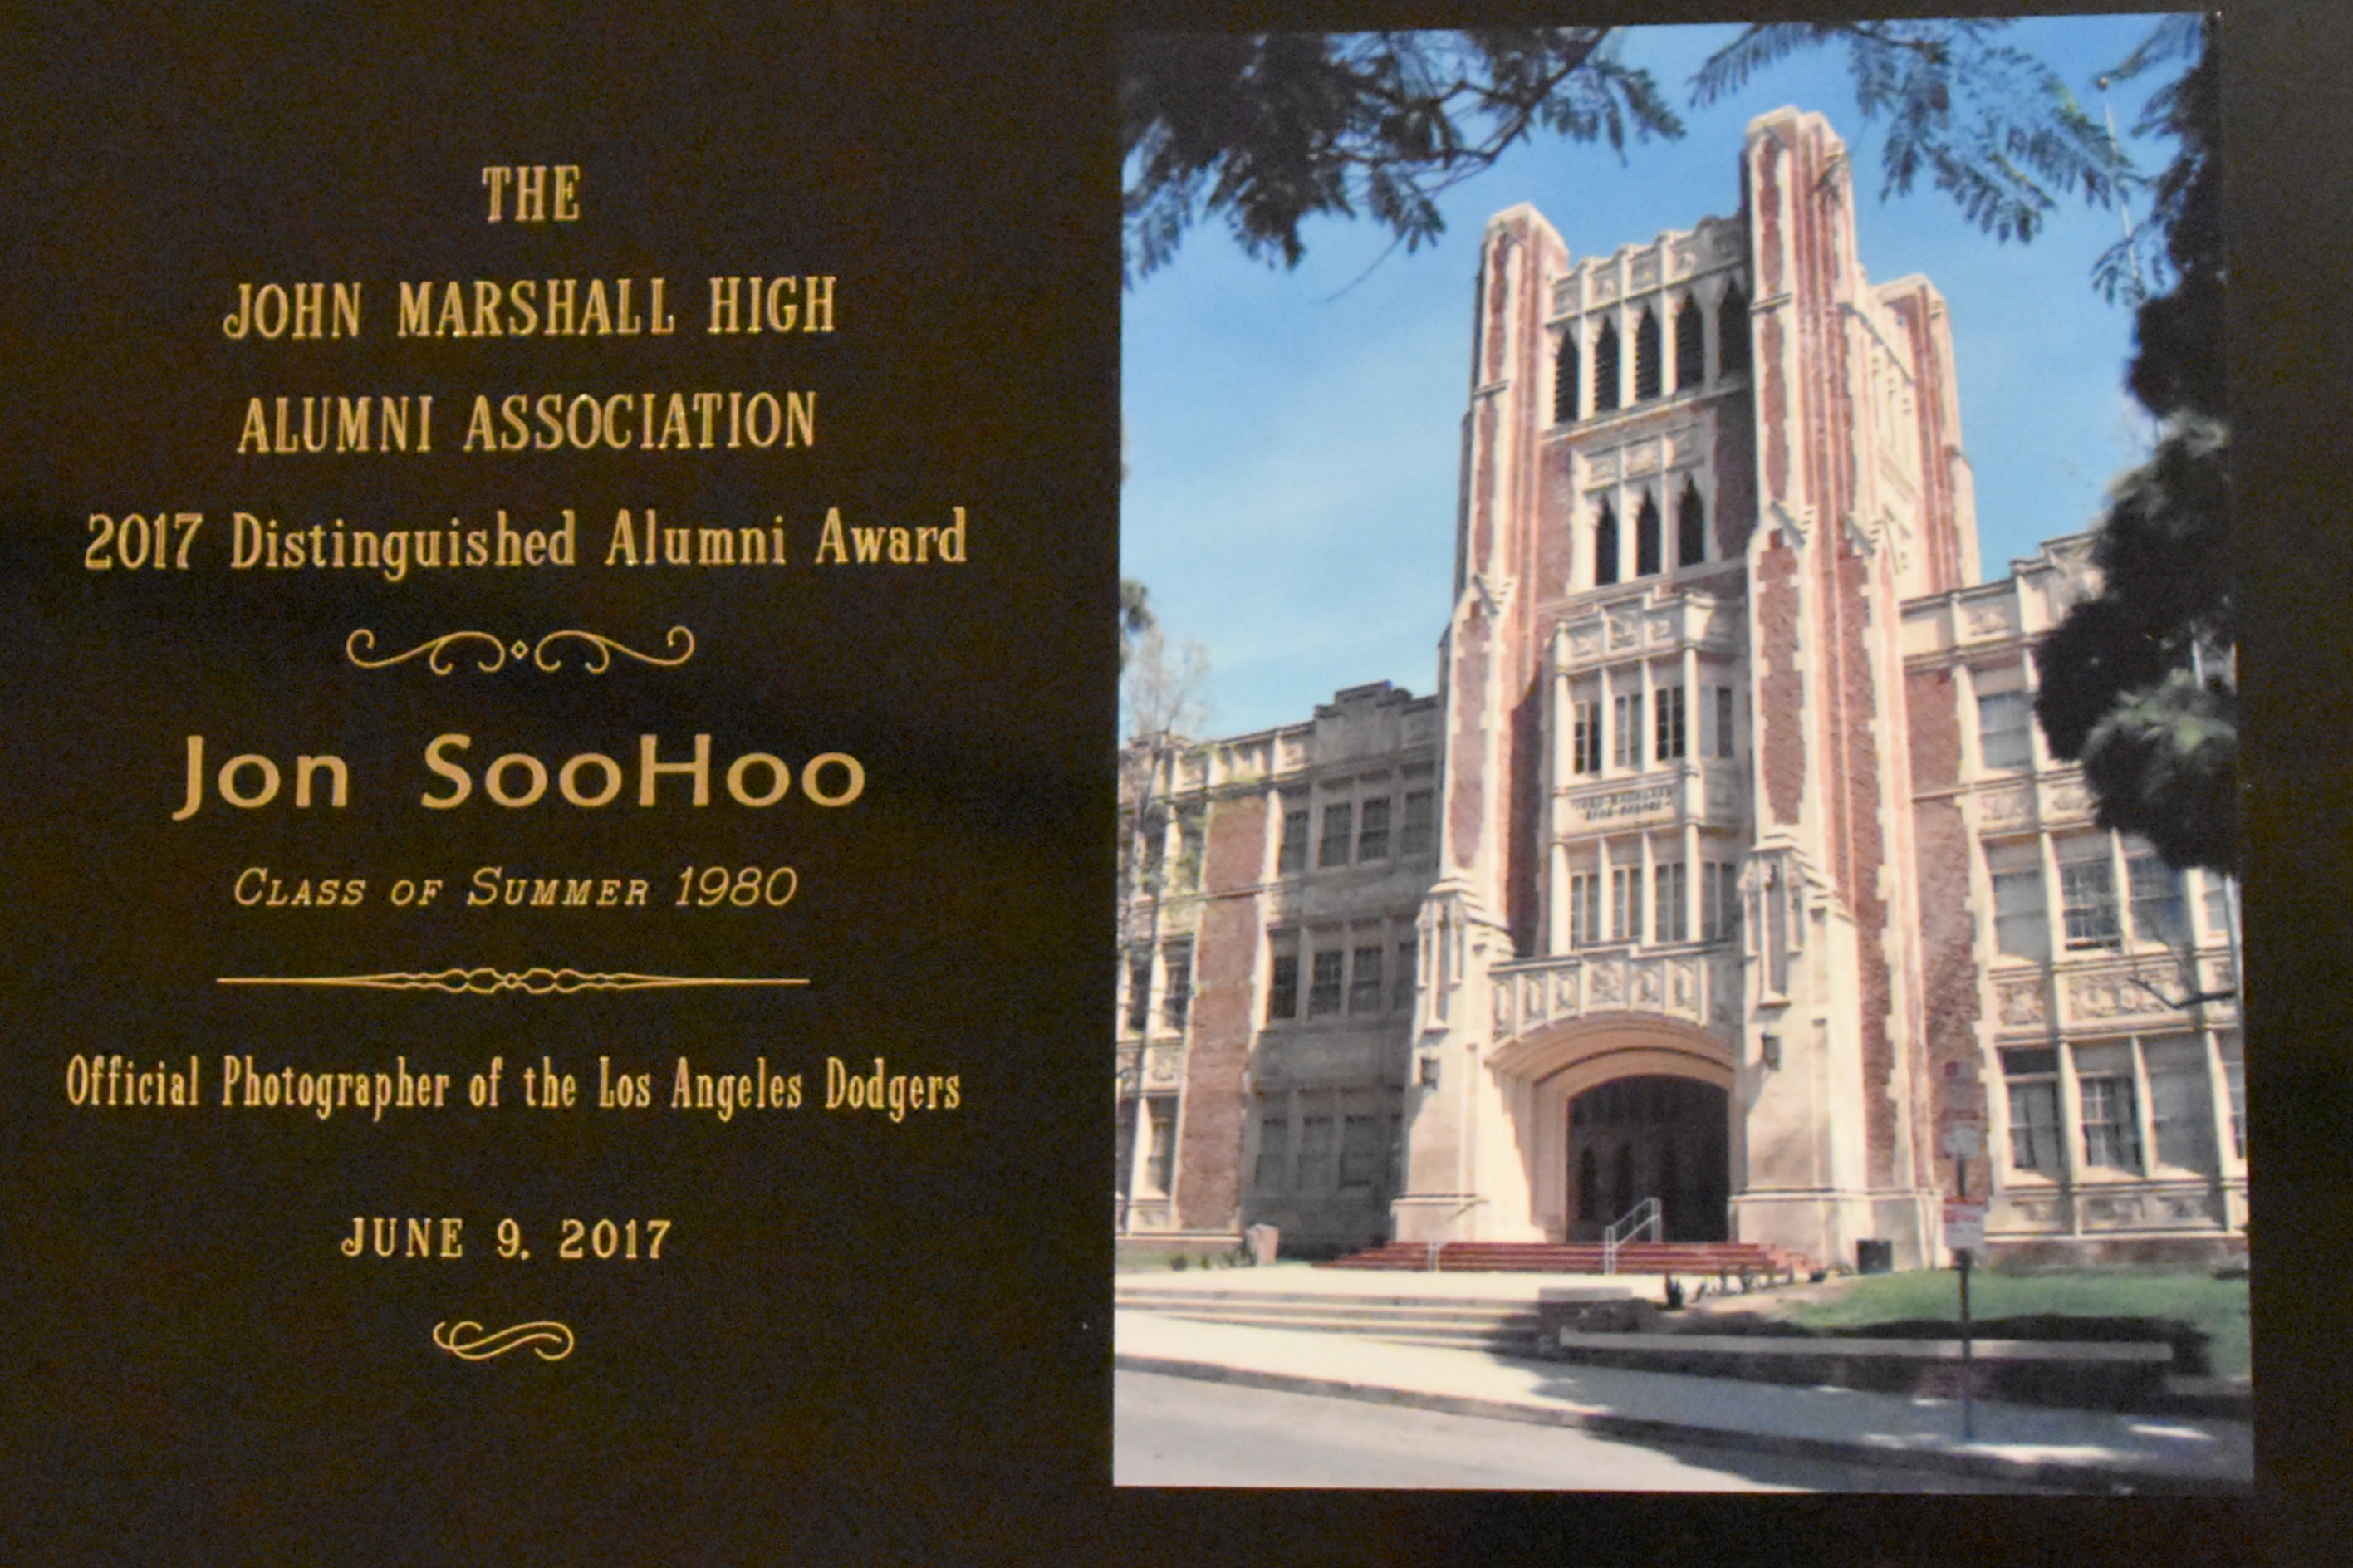 THE
JOHN MARSHALL HIGH
ALUMNI ASSOCIATION
2017 Distinguished Alumni Award
Jon SooHoo
CLASS OF SUMMER 1980
Official Photographer of the Los Angeles Dodgers
JUNE 9, 2017